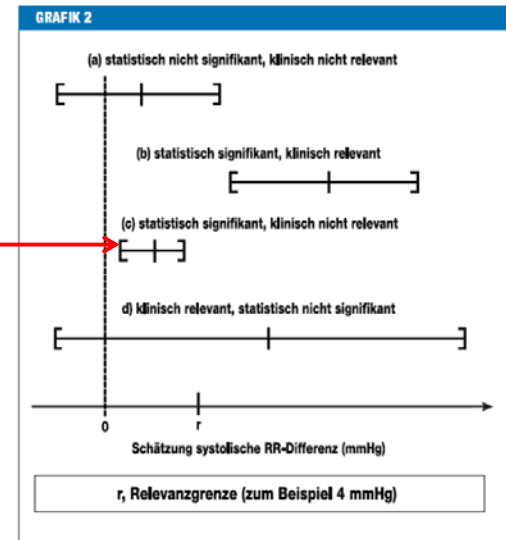 GRAFIK 2
(a) statistisch nicht signifikant, klinisch nicht relevant
(b) statistisch signifikant, klinisch relevant
(c) statistisch signifikant, klinisch nicht relevant
d) klinisch relevant, statistisch nicht signifikant
0 r
Schätzung systolische RR-Differenz (mmHg)
r, Relevanzgrenze (zum Beispiel 4 mmHg)